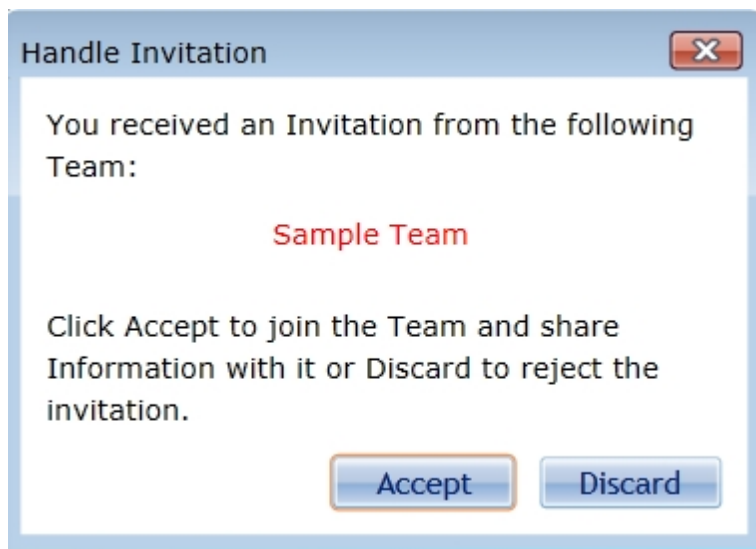 Handle Invitation
You received an Invitation from the following
Team:
Sample Team
Click Accept to join the Team and share
Information with it or Discard to reject the
invitation.
Accept Discard